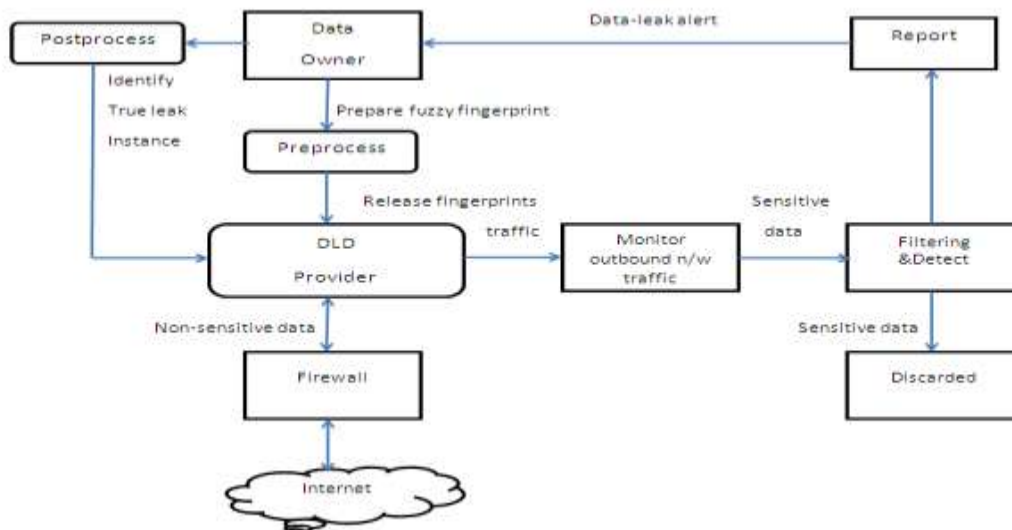 Postprocess
Data
Owner
Data-leak alert
Report
Identify
True leak
Instance
Prepare fuzzy fingerprint
Preprocess
Release fingerprints
traffic
DLD
Provider
Monitor
outbound n/w
traffic
Sensitive
data
Filtering
&Detect
Non-sensitive data
Sensitive data
Firewall
Discarded
Internet